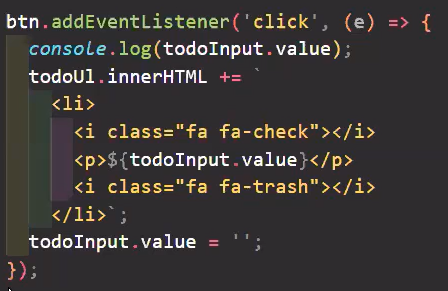 btn.addEventListener('click', (e) => {
  console.log(todoInput.value);
  todoUl.innerHTML += `
    <li>
      <i class="fa fa-check"></i>
      <p>${todoInput.value}</p>
      <i class="fa fa-trash"></i>
    </li>`;
  todoInput.value = '';
});